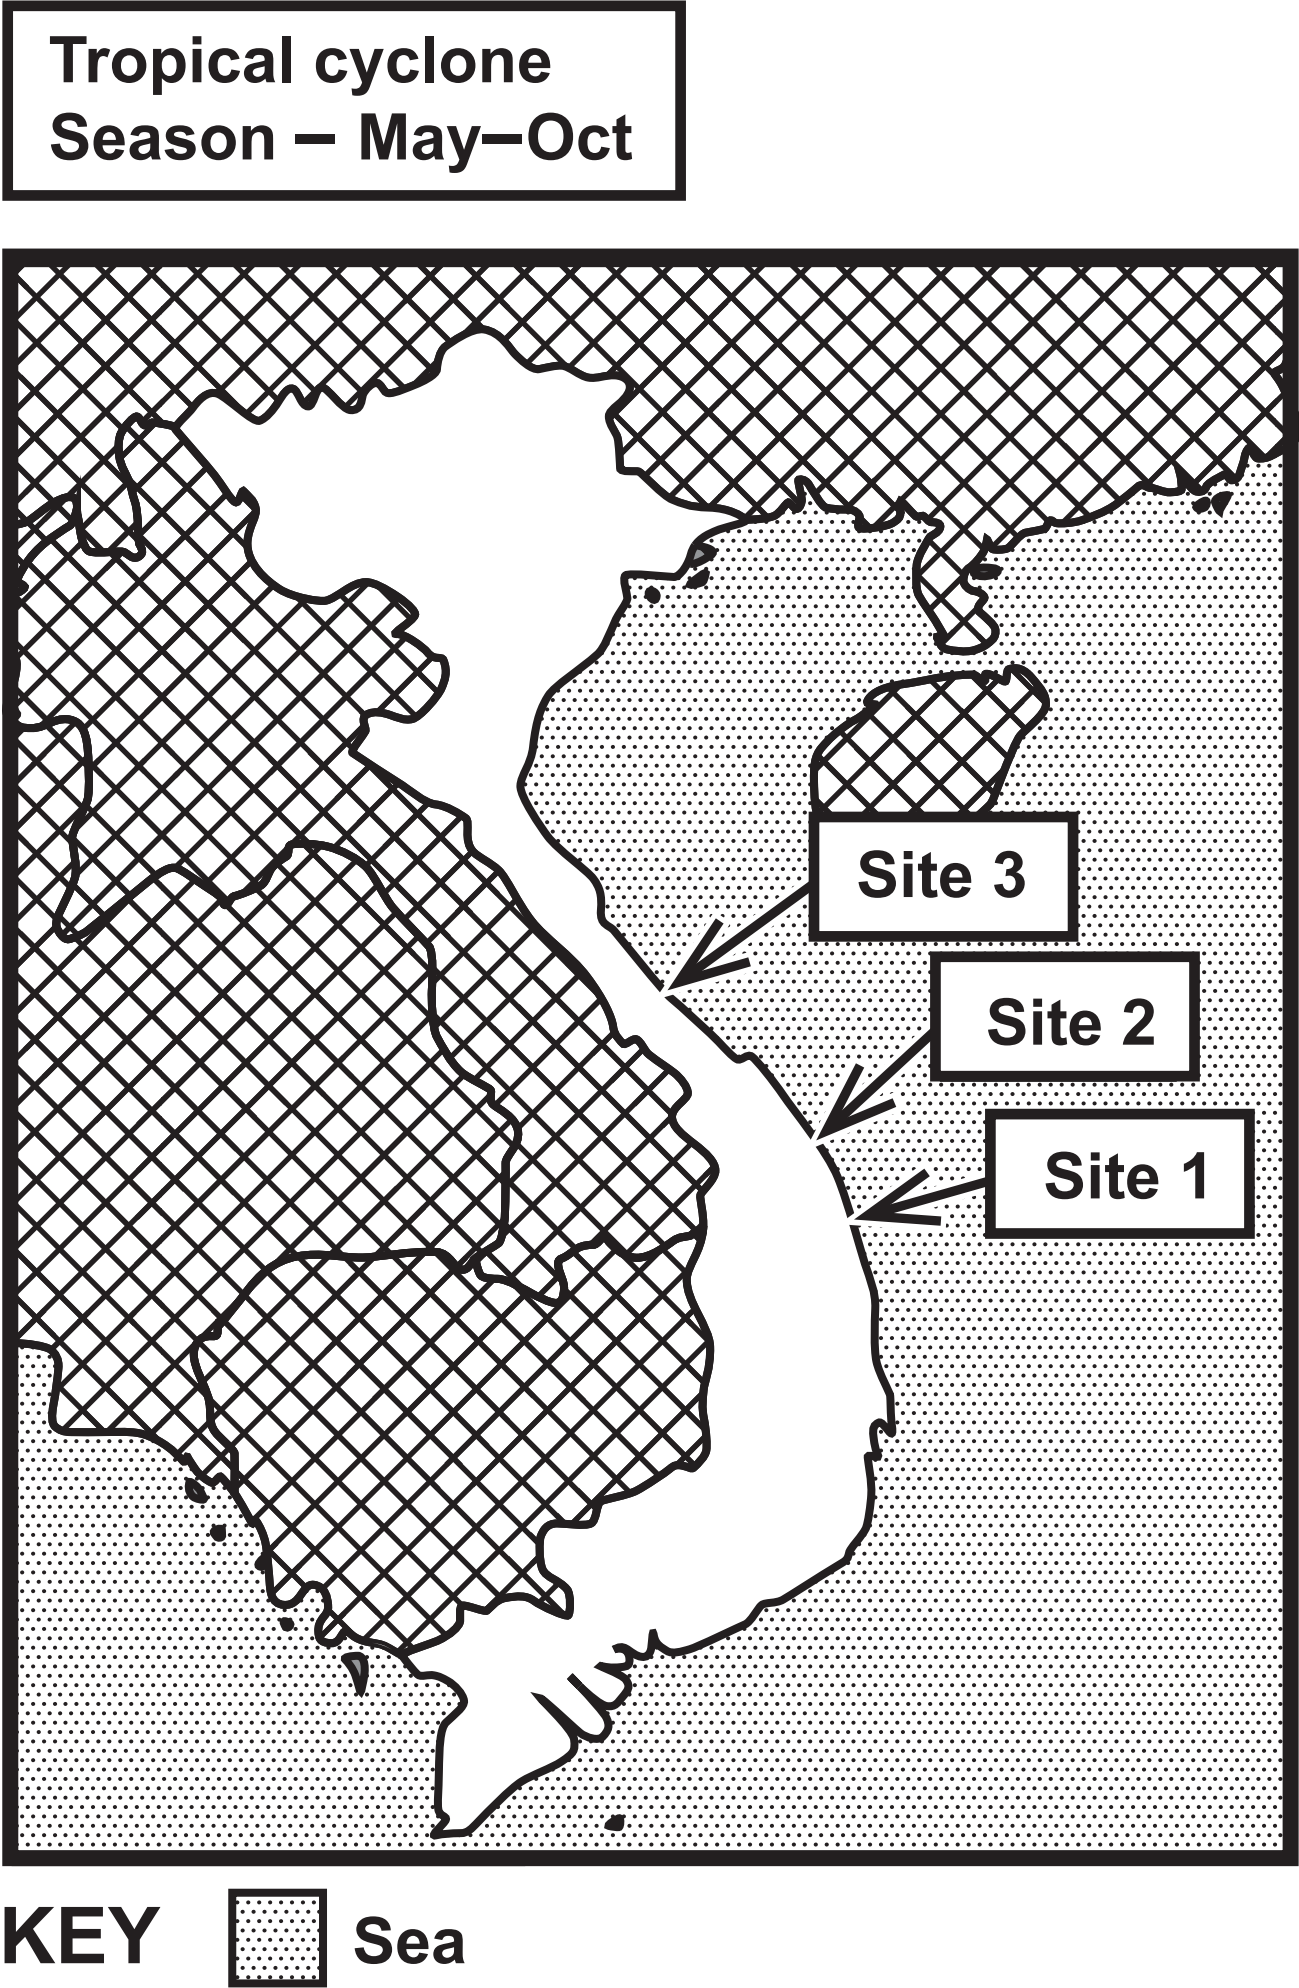 Tropical cyclone
Season – May–Oct
Site 3
Site 2
Site 1
KEY
Sea